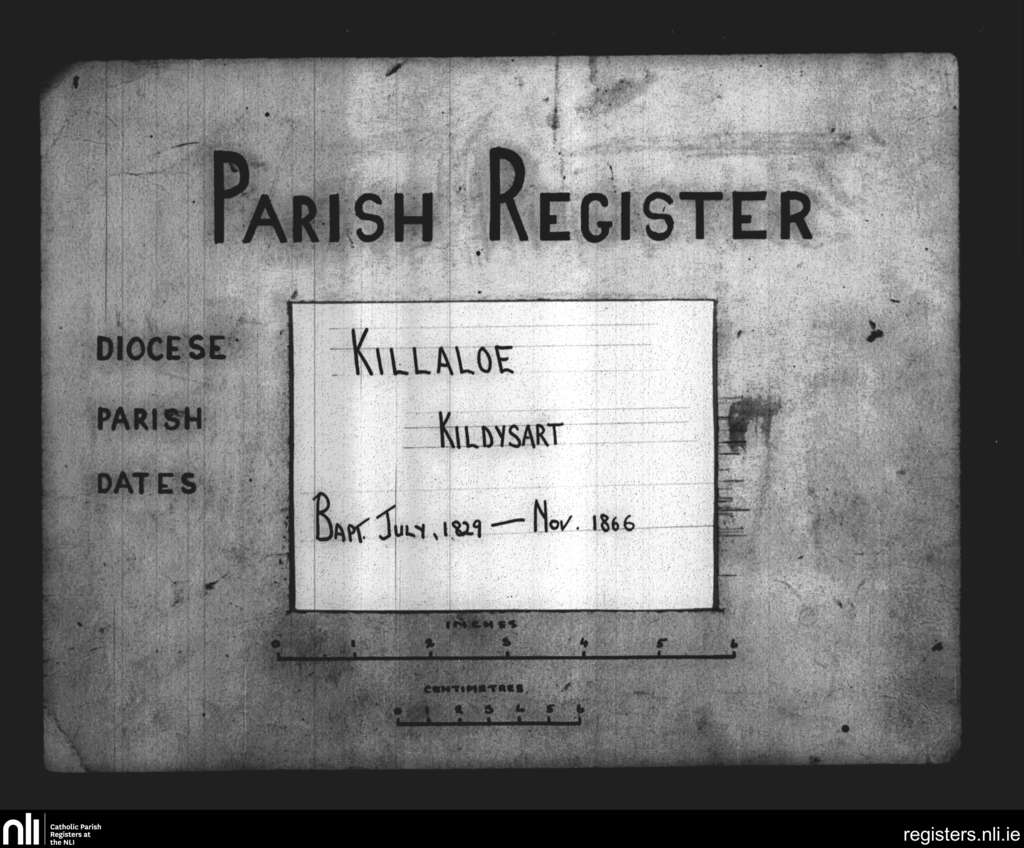 PARISH REGISTER
DIOCESE KILLALOE
PARISH KILDYSART
DATES BAPT. JULY, 1829 — NOV. 1866
INCHES
0 1 2 3 4 5 6
CENTIMETRES
0 1 2 3 4 5 6
nli Catholic Parish
Registers at
the NLI
registers.nli.ie